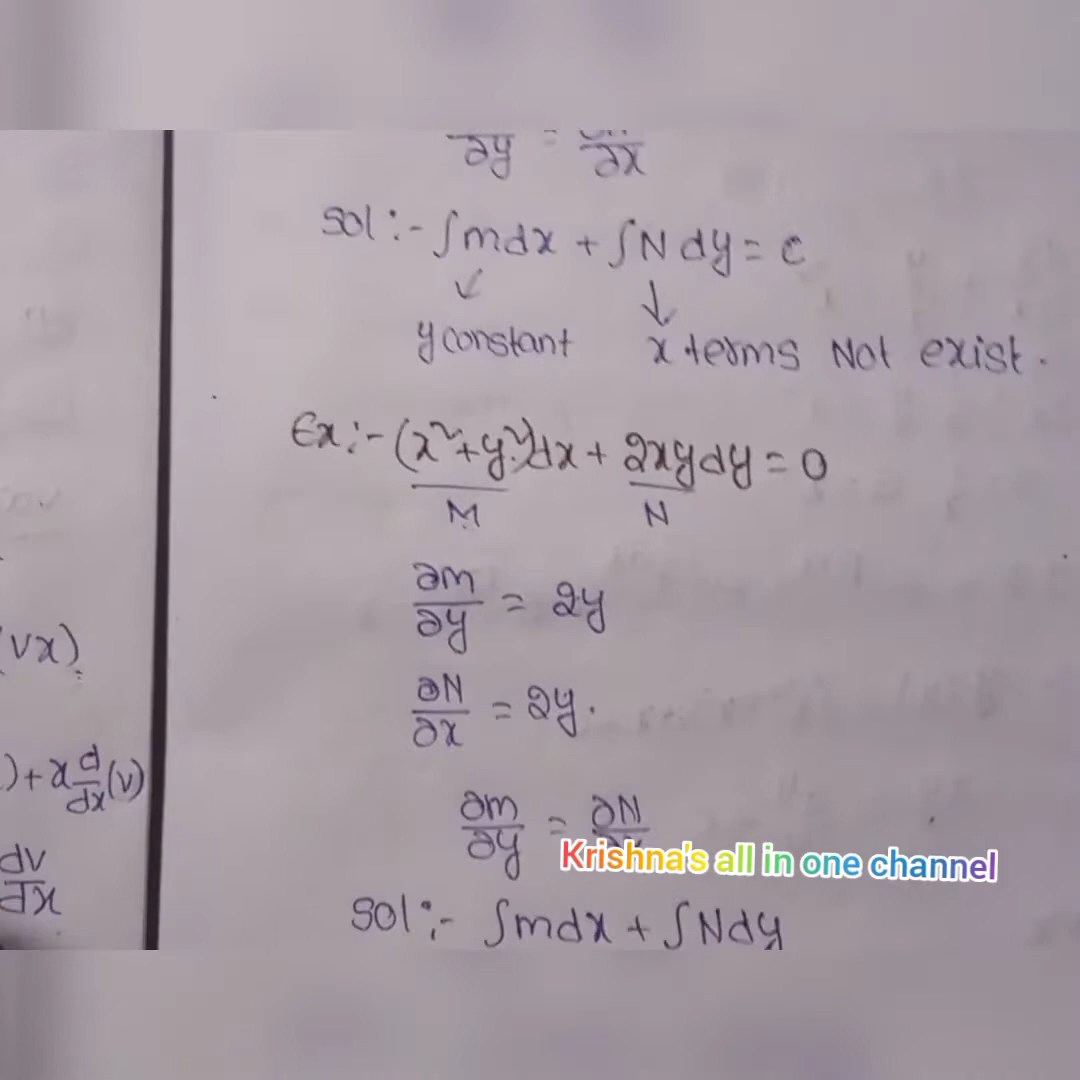 ∂y = ∂x
Sol :- ∫mdx + ∫N dy = c
↓ ↓
y constant x terms Not exist.
Ex :- (x²+y²)dx + 2xydy = 0
M N
∂m/∂y = 2y
∂N/∂x = 2y.
∂m/∂y = ∂N
Sol :- ∫mdx + ∫Ndy
vx)
)+x d/dx (v)
dv/dx
Krishna's all in one channel